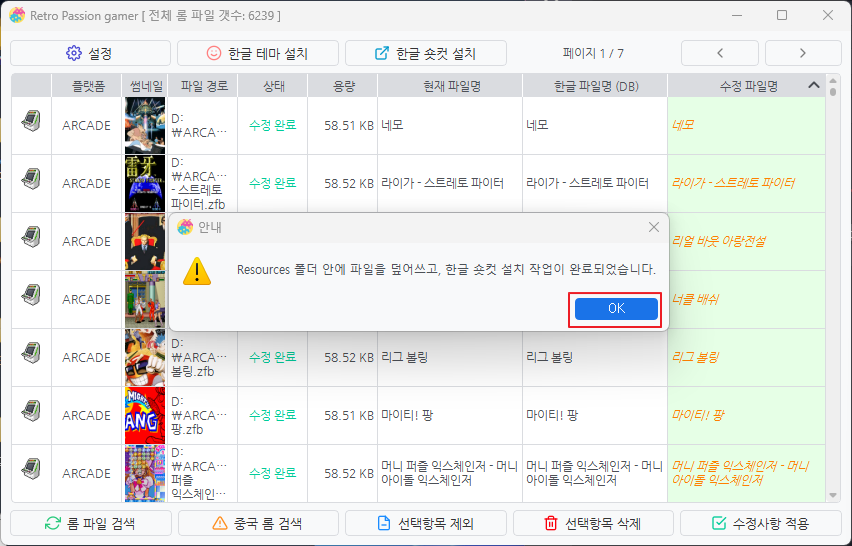 Retro Passion gamer [ 전체 롬 파일 갯수: 6239 ]
설정
한글 테마 설치
한글 숏컷 설치
페이지 1 / 7
플랫폼 썸네일 파일 경로 상태 용량 현재 파일명 한글 파일명 (DB) 수정 파일명
ARCADE
D:
₩ARCA···
수정 완료 58.51 KB 네모 네모 네모
ARCADE
雷牙
D:
₩ARCA···
- 스트레토
파이터.zfb
수정 완료 58.52 KB 라이가 - 스트레토 파이터 라이가 - 스트레토 파이터 라이가 - 스트레토 파이터
안내
Resources 폴더 안에 파일을 덮어쓰고, 한글 숏컷 설치 작업이 완료되었습니다.
OK
ARCADE
리얼 바웃 아랑전설
ARCADE
너클 배쉬
ARCADE
D:
₩ARCA···
볼링.zfb
수정 완료 58.52 KB 리그 볼링 리그 볼링 리그 볼링
ARCADE
MIGHTY!
PANG
D:
₩ARCA···
팡.zfb
수정 완료 58.51 KB 마이티! 팡 마이티! 팡 마이티! 팡
ARCADE
D:
₩ARCA···
퍼즐
익스체인···
수정 완료 58.52 KB
머니 퍼즐 익스체인저 - 머니
아이돌 익스체인저
머니 퍼즐 익스체인저 - 머니
아이돌 익스체인저
머니 퍼즐 익스체인저 - 머니
아이돌 익스체인저
롬 파일 검색
중국 롬 검색
선택항목 제외
선택항목 삭제
수정사항 적용